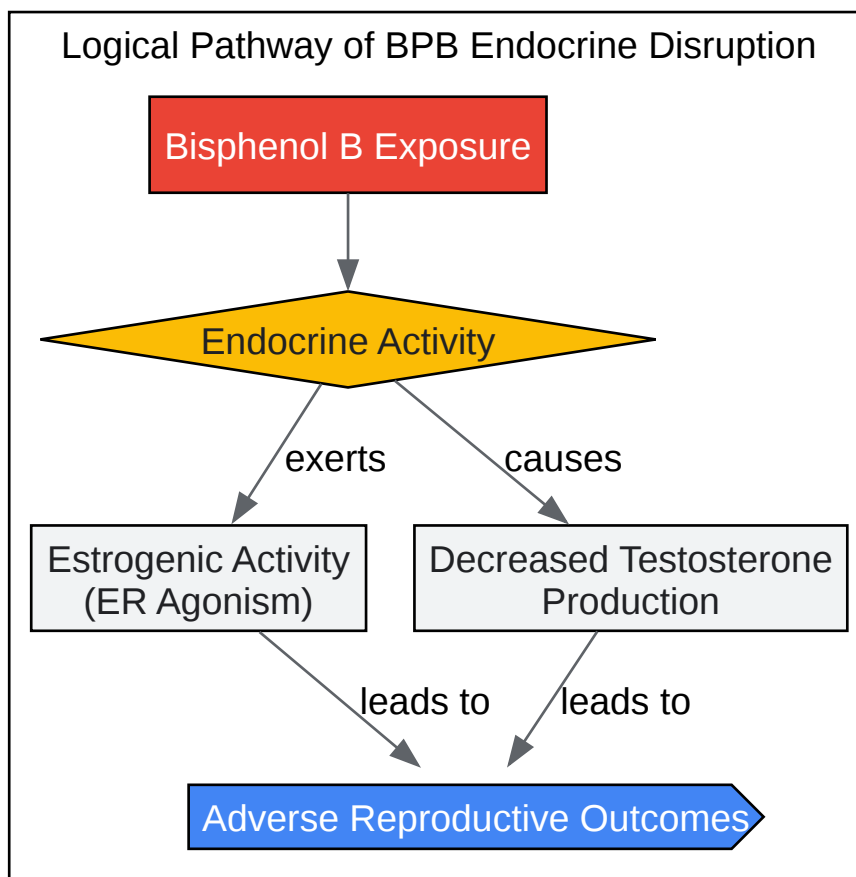 Logical Pathway of BPB Endocrine Disruption
Bisphenol B Exposure
Endocrine Activity
exerts
causes
Estrogenic Activity
(ER Agonism)
Decreased Testosterone
Production
leads to
leads to
Adverse Reproductive Outcomes